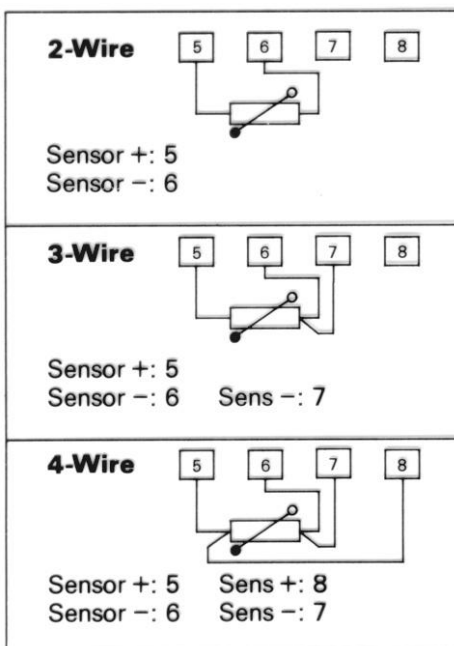 2-Wire 5 6 7 8
Sensor +: 5
Sensor −: 6
3-Wire 5 6 7 8
Sensor +: 5
Sensor −: 6 Sens −: 7
4-Wire 5 6 7 8
Sensor +: 5 Sens +: 8
Sensor −: 6 Sens −: 7